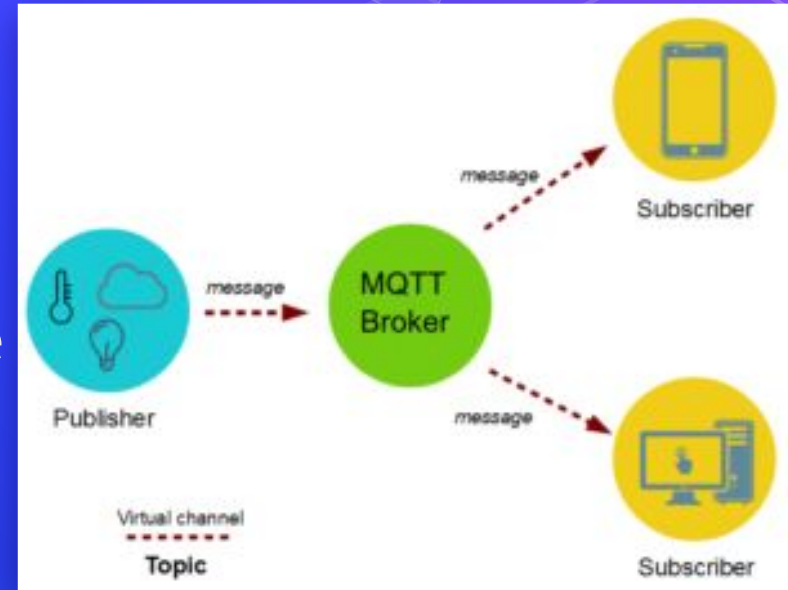 message
Subscriber
message
MQTT
Broker
Publisher
message
Virtual channel
Topic
Subscriber